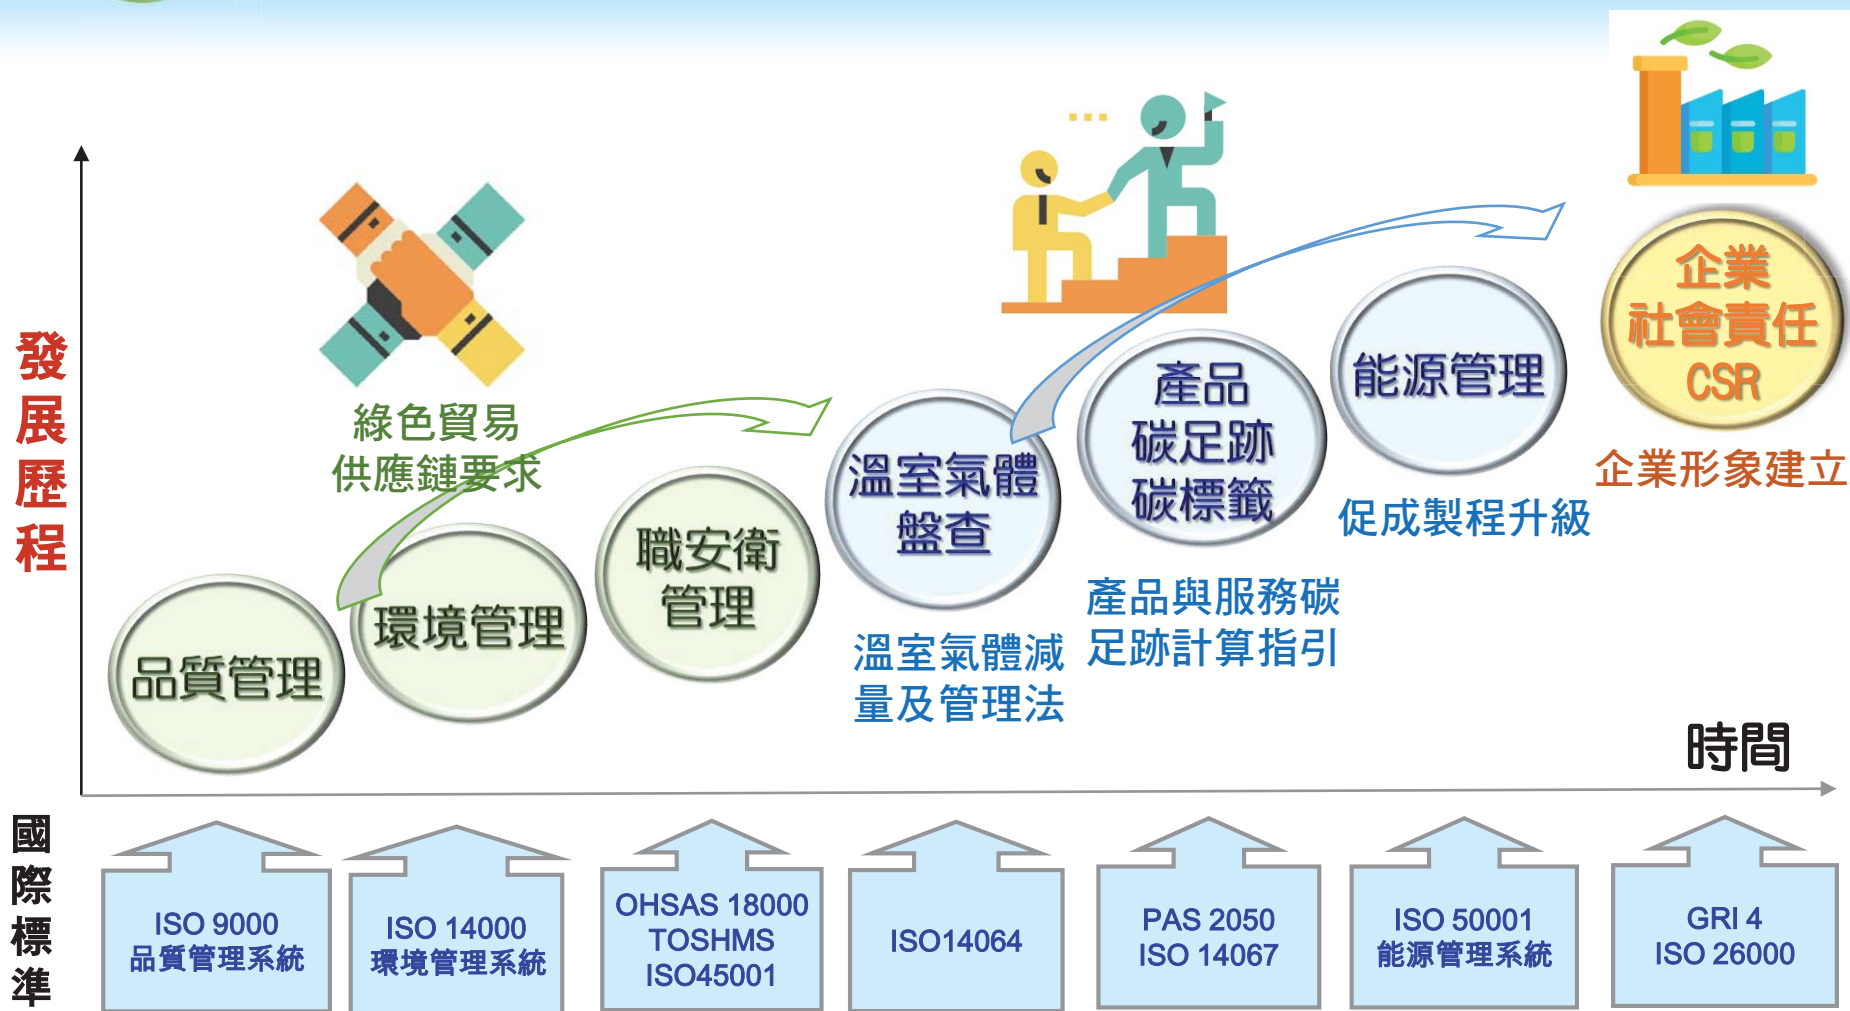 發展歷程
綠色貿易
供應鏈要求
品質管理
環境管理
職安衛
管理
溫室氣體
盤查
溫室氣體減
量及管理法
產品
碳足跡
碳標籤
產品與服務碳
足跡計算指引
能源管理
促成製程升級
企業
社會責任
CSR
企業形象建立
時間
國際標準
ISO 9000
品質管理系統
ISO 14000
環境管理系統
OHSAS 18000
TOSHMS
ISO45001
ISO14064
PAS 2050
ISO 14067
ISO 50001
能源管理系統
GRI 4
ISO 26000